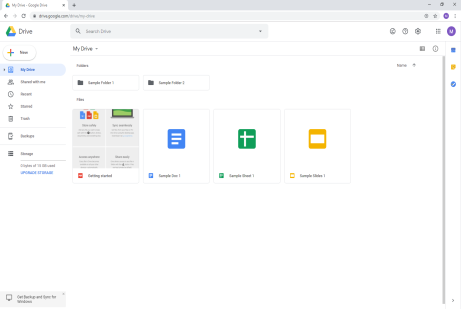 My Drive - Google Drive
drive.google.com/drive/my-drive
Drive
Search Drive
New
My Drive
My Drive
Shared with me
Recent
Starred
Trash
Backups
Storage
UPGRADE STORAGE
Folders
Name
Sample Folder 1
Sample Folder 2
Files
Getting started
Sample Doc 1
Sample Sheet 1
Sample Slides 1
Get Backup and Sync for
Windows